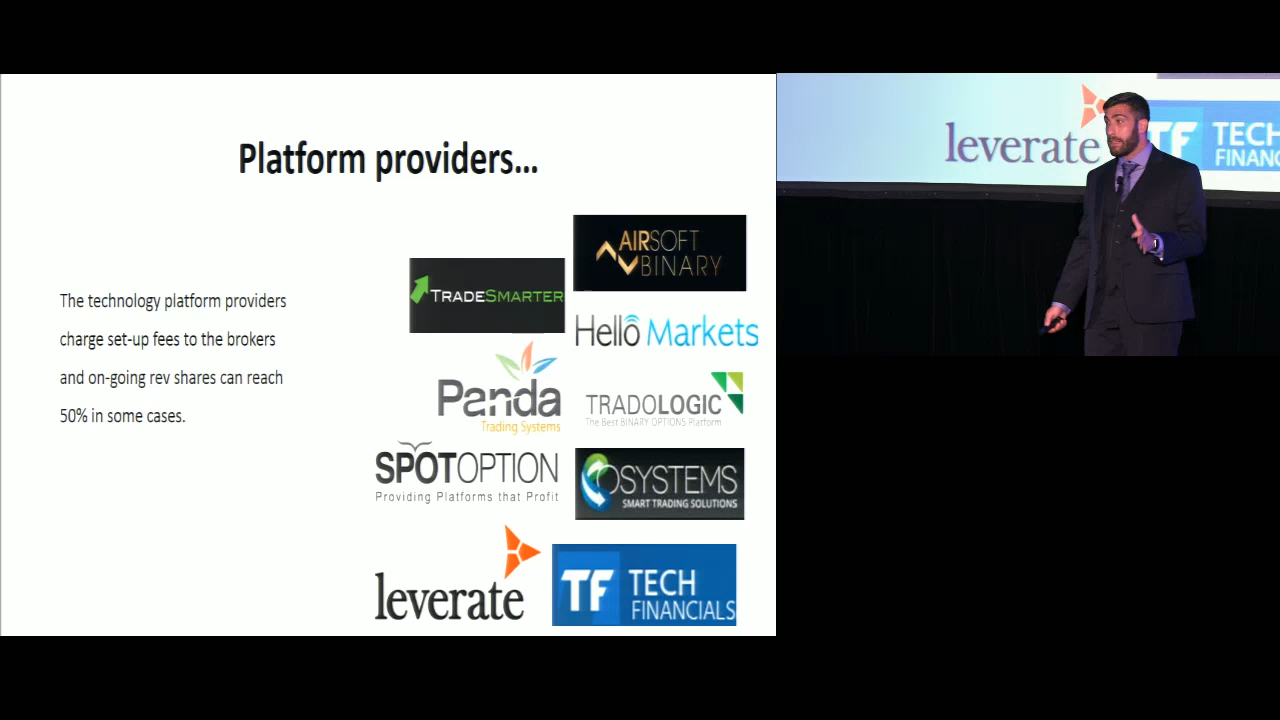 Platform providers...
The technology platform providers
charge set-up fees to the brokers
and on-going rev shares can reach
50% in some cases.
AIRSOFT
BINARY
TRADESMARTER
Hello Markets
Panda
Trading Systems
TRADOLOGIC
The Best BINARY OPTIONS Platform
SPOTOPTION
Providing Platforms that Profit
OSYSTEMS
SMART TRADING SOLUTIONS
leverate
TF TECH
FINANCIALS
leverate
TF TECH
FINANC